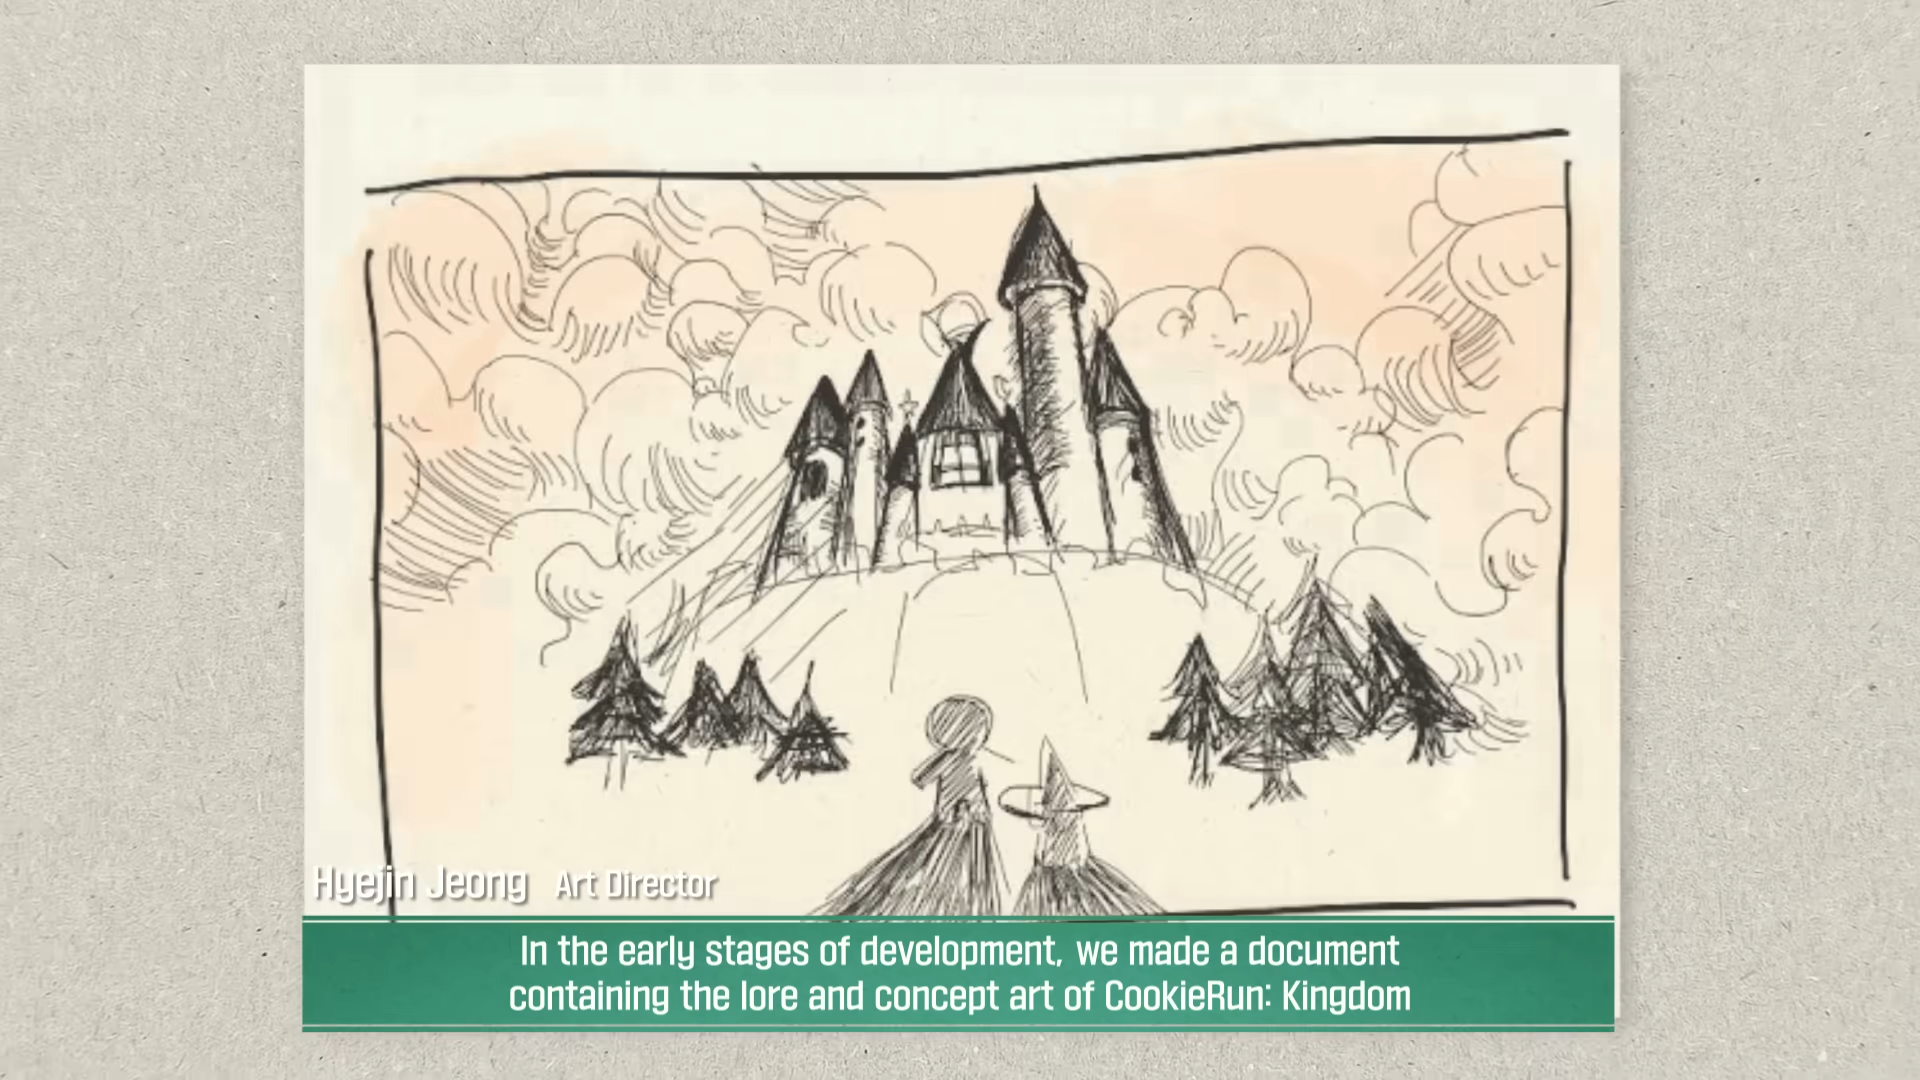 Hyejin Jeong Art Director
In the early stages of development, we made a document
containing the lore and concept art of CookieRun: Kingdom